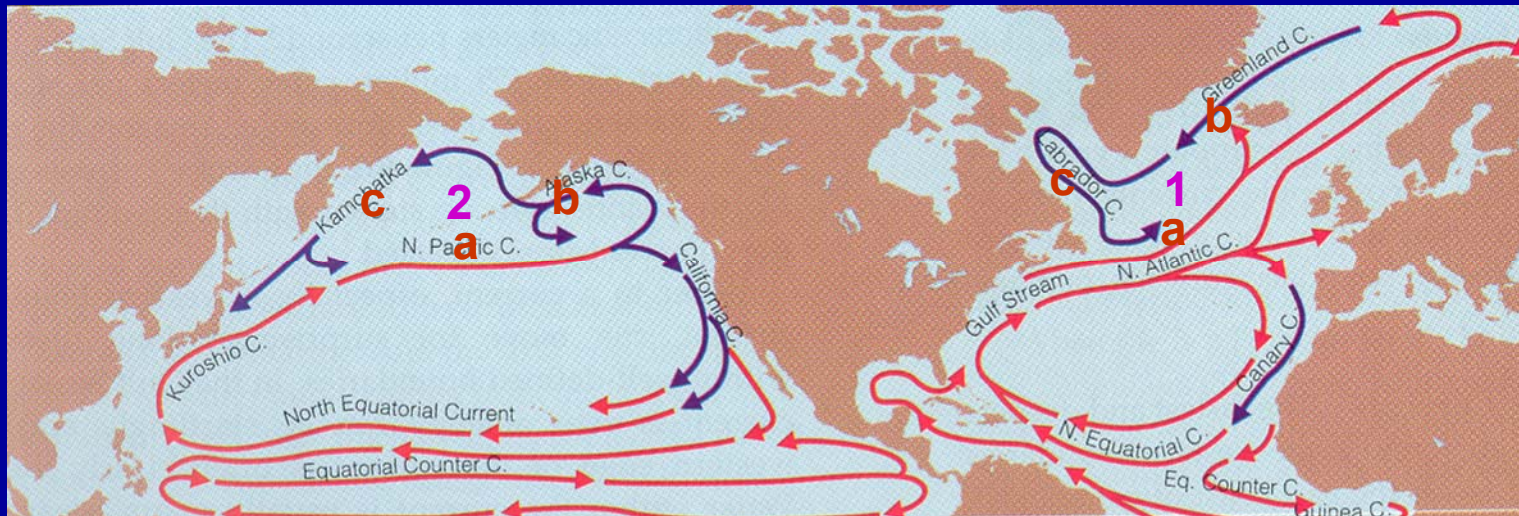 Greenland C.
b
Labrador C.
c
1
a
N. Atlantic C.
Gulf Stream
Canary C.
N. Equatorial C.
Eq. Counter C.
Guinea C.
Kamchatka C.
c
2
Alaska C.
b
N. Pacific C.
a
California C.
Kuroshio C.
North Equatorial Current
Equatorial Counter C.